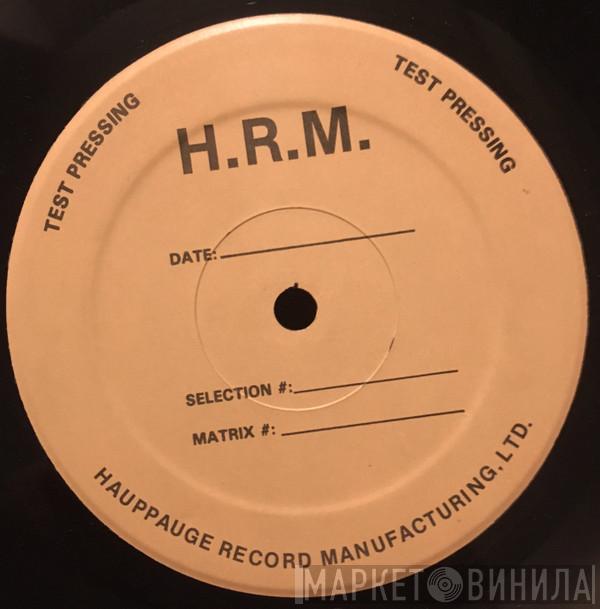 TEST PRESSING
TEST PRESSING
H.R.M.
DATE:
SELECTION #:
MATRIX #:
HAUPPAUGE RECORD MANUFACTURING, LTD.
МАРКЕТ ВИНИЛА